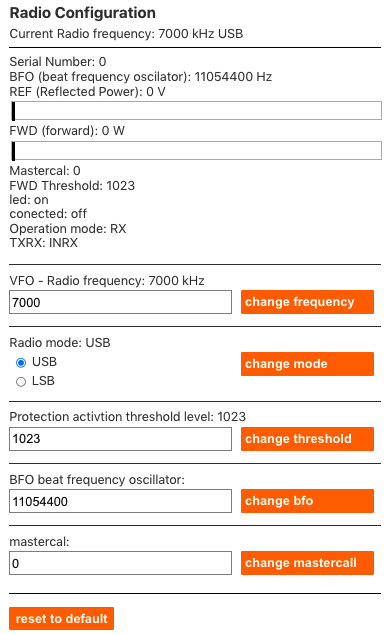 Radio Configuration
Current Radio frequency: 7000 kHz USB
Serial Number: 0
BFO (beat frequency oscilator): 11054400 Hz
REF (Reflected Power): 0 V
FWD (forward): 0 W
Mastercal: 0
FWD Threshold: 1023
led: on
conected: off
Operation mode: RX
TXRX: INRX
VFO - Radio frequency: 7000 kHz
7000 change frequency
Radio mode: USB
USB
change mode
LSB
Protection activtion threshold level: 1023
1023 change threshold
BFO beat frequency oscillator:
11054400 change bfo
mastercal:
0 change mastercall
reset to default